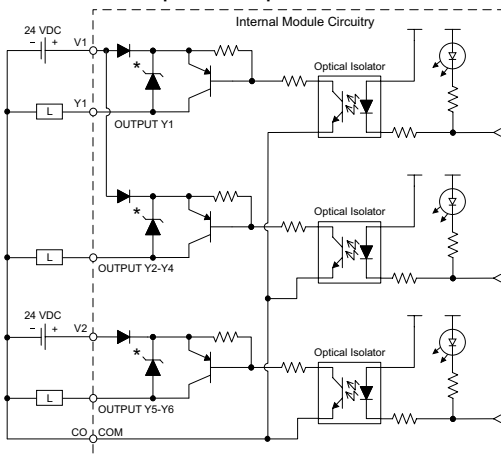 Internal Module Circuitry
24 VDC
- + V1
Optical Isolator
*
L Y1
OUTPUT Y1
Optical Isolator
*
L
OUTPUT Y2-Y4
24 VDC
- + V2
Optical Isolator
*
L
OUTPUT Y5-Y6
CO COM